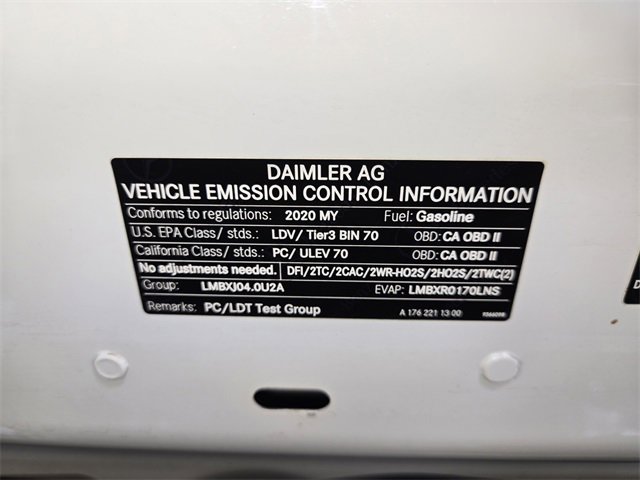 DAIMLER AG
VEHICLE EMISSION CONTROL INFORMATION
Conforms to regulations: 2020 MY Fuel: Gasoline
U.S. EPA Class/ stds.: LDV/ Tier3 BIN 70 OBD: CA OBD II
California Class/ stds.: PC/ ULEV 70 OBD: CA OBD II
No adjustments needed. DFI/2TC/2CAC/2WR-HO2S/2HO2S/2TWC(2)
Group: LMBXJ04.0U2A EVAP: LMBXR0170LNS
Remarks: PC/LDT Test Group A 176 221 13 00